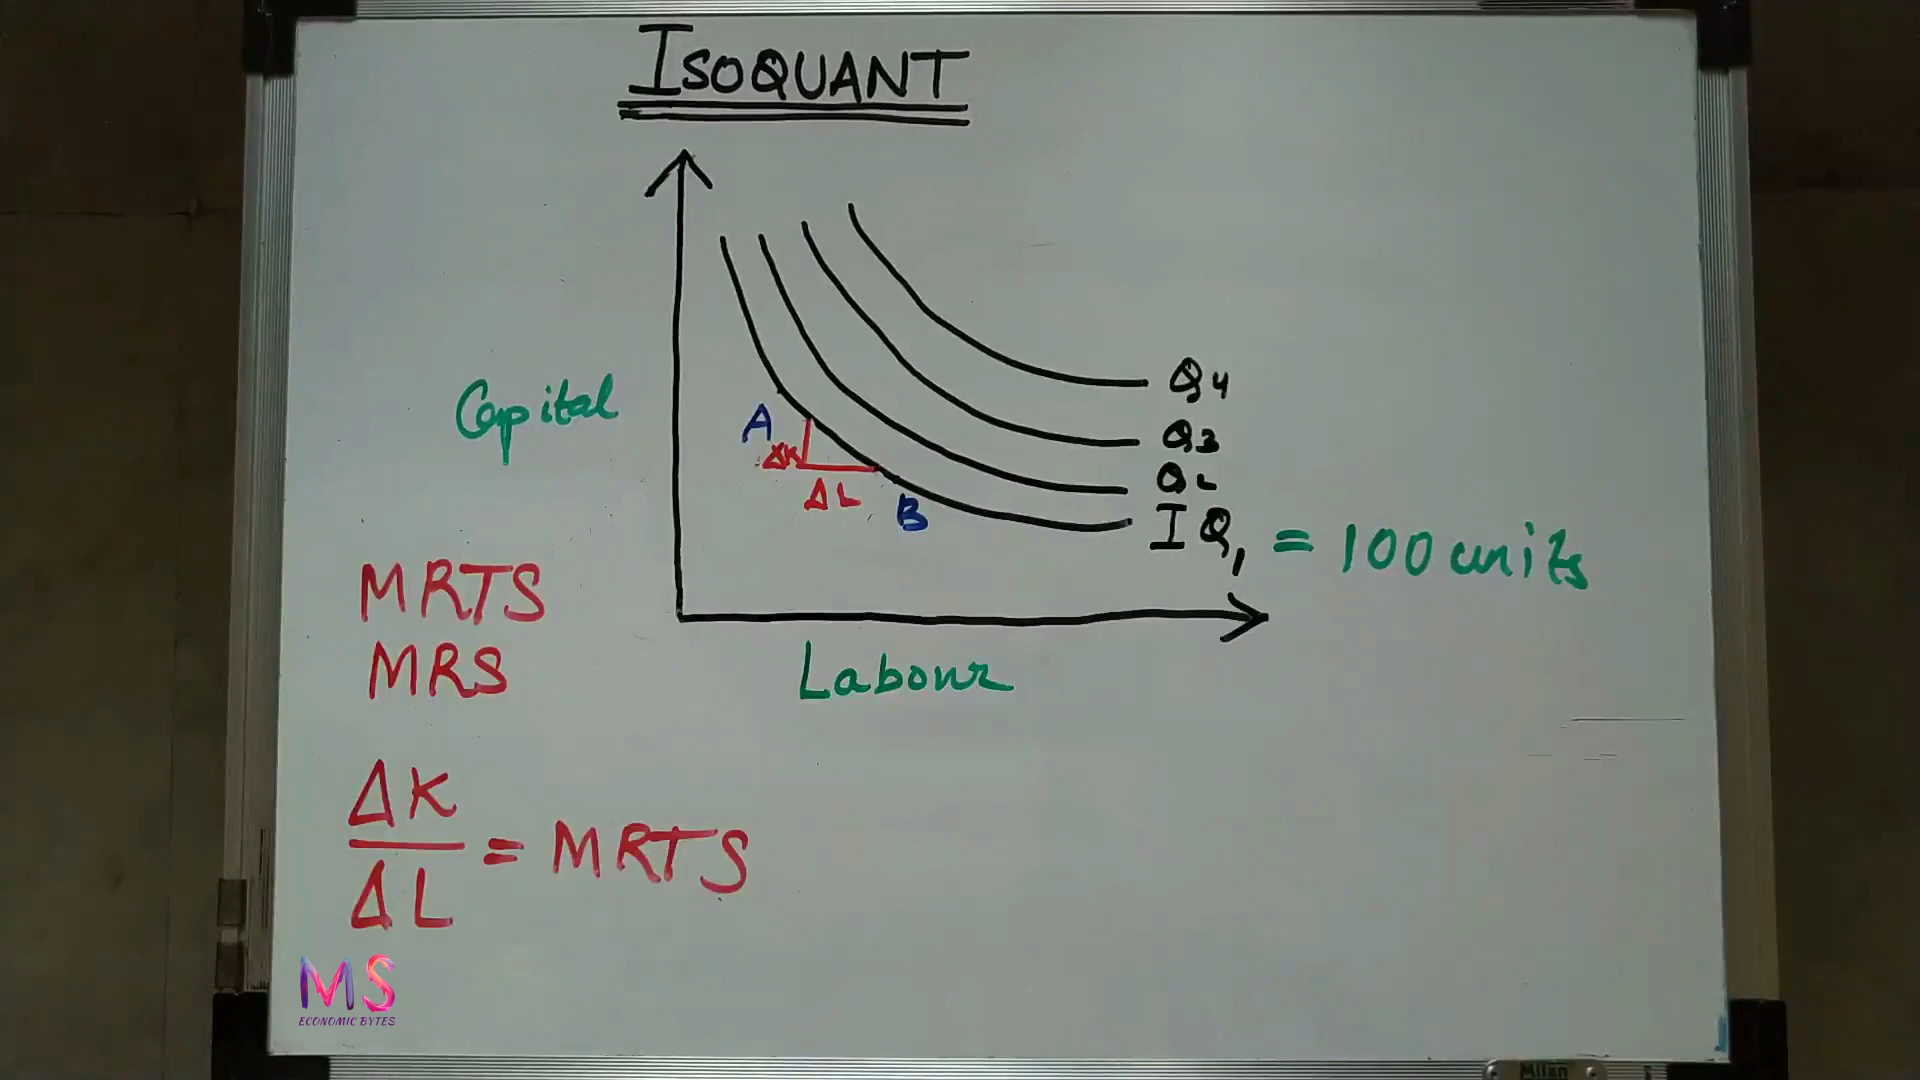 ISOQUANT
Capital
Q4
Q3
Q2
IQ1 = 100 units
A
ΔK
ΔL
B
Labour
MRTS
MRS
ΔK
ΔL
= MRTS
MS
ECONOMIC BYTES
Milan